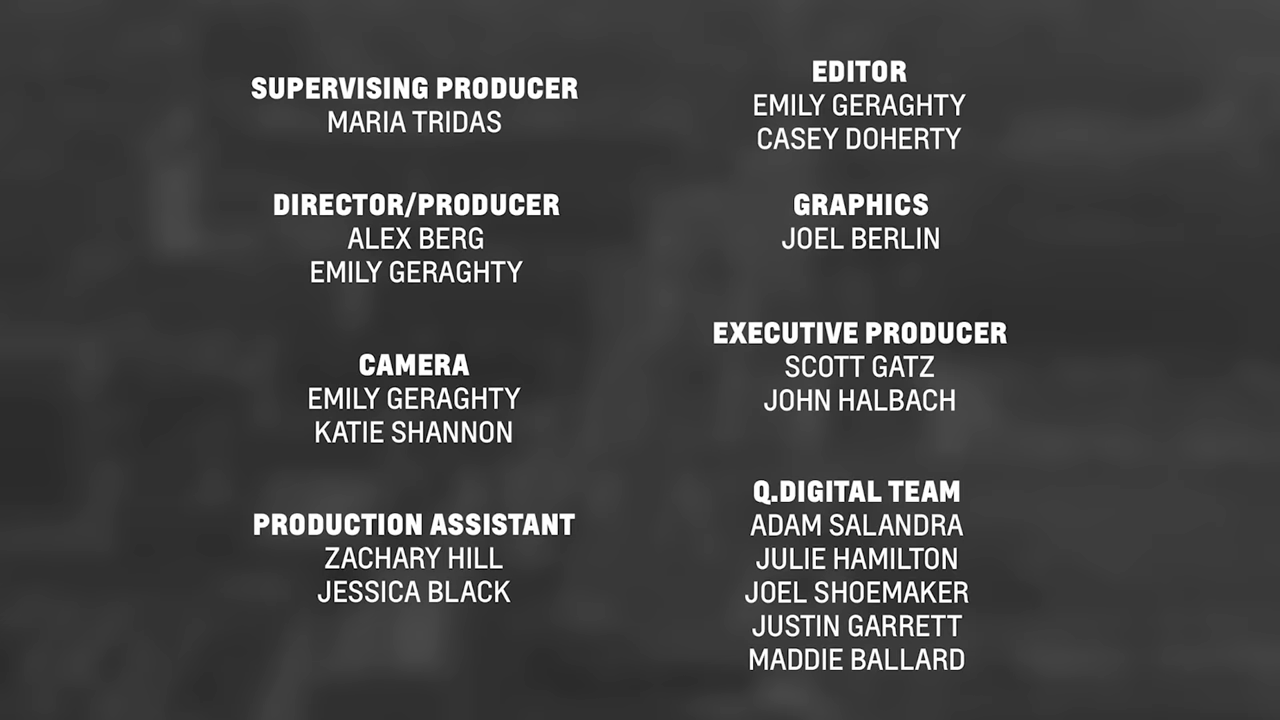 SUPERVISING PRODUCER
MARIA TRIDAS
DIRECTOR/PRODUCER
ALEX BERG
EMILY GERAGHTY
CAMERA
EMILY GERAGHTY
KATIE SHANNON
PRODUCTION ASSISTANT
ZACHARY HILL
JESSICA BLACK
EDITOR
EMILY GERAGHTY
CASEY DOHERTY
GRAPHICS
JOEL BERLIN
EXECUTIVE PRODUCER
SCOTT GATZ
JOHN HALBACH
Q.DIGITAL TEAM
ADAM SALANDRA
JULIE HAMILTON
JOEL SHOEMAKER
JUSTIN GARRETT
MADDIE BALLARD